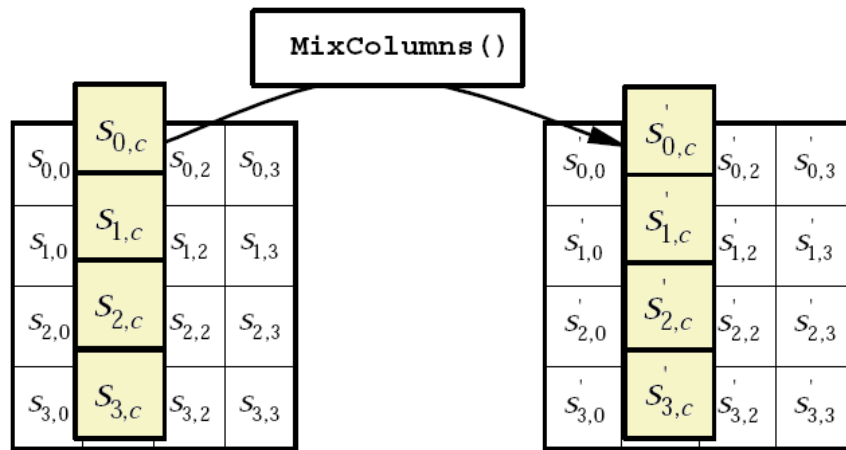 MixColumns()
S0,0 S0,c S0,2 S0,3
S1,0 S1,c S1,2 S1,3
S2,0 S2,c S2,2 S2,3
S3,0 S3,c S3,2 S3,3
S'0,0 S'0,c S'0,2 S'0,3
S'1,0 S'1,c S'1,2 S'1,3
S'2,0 S'2,c S'2,2 S'2,3
S'3,0 S'3,c S'3,2 S'3,3